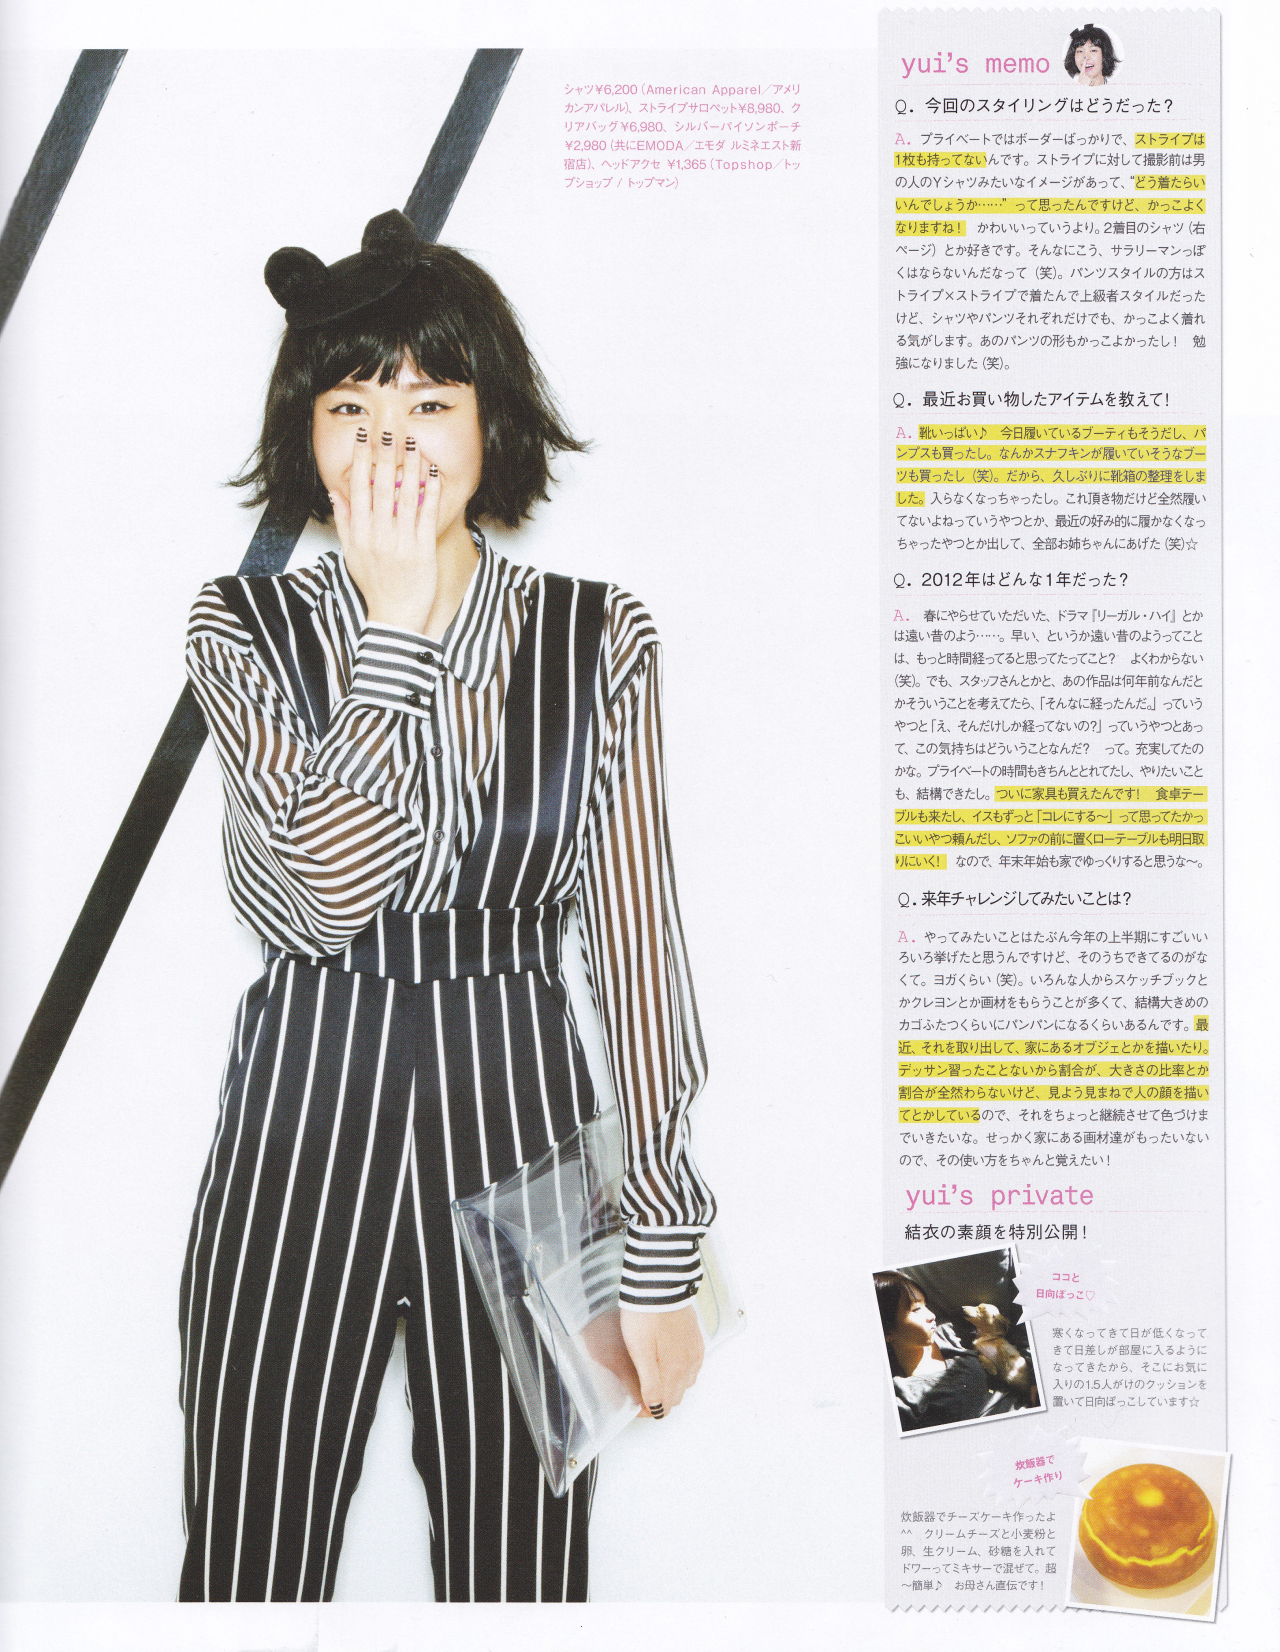 シャツ¥6,200（American Apparel／アメリ
カンアパレル）、ストライプサロペット¥8,980、ク
リアバッグ¥6,980、シルバーパイソンポーチ
¥2,980（共にEMODA／エモダ ルミネエスト新
宿店）、ヘッドアクセ ¥1,365（Topshop／トッ
プショップ / トップマン）
yui's memo
Q. 今回のスタイリングはどうだった？
A. プライベートではボーダーばっかりで、ストライプは
1枚も持ってないんです。ストライプに対して撮影前は男
の人のYシャツみたいなイメージがあって、“どう着たらい
いんでしょうか……” って思ったんですけど、かっこよく
なりますね！　かわいいっていうより。2着目のシャツ（右
ページ）とか好きです。そんなにこう、サラリーマンっぽ
くはならないんだなって（笑）。パンツスタイルの方はス
トライプ×ストライプで着たんで上級者スタイルだった
けど、シャツやパンツそれぞれだけでも、かっこよく着れ
る気がします。あのパンツの形もかっこよかったし！　勉
強になりました（笑）。
Q. 最近お買い物したアイテムを教えて！
A. 靴いっぱい♪　今日履いているブーティもそうだし、パ
ンプスも買ったし。なんかスナフキンが履いていそうなブー
ツも買ったし（笑）。だから、久しぶりに靴箱の整理をしま
した。入らなくなっちゃったし。これ頂き物だけど全然履い
てないよねっていうやつとか、最近の好み的に履かなくなっ
ちゃったやつとか出して、全部お姉ちゃんにあげた（笑）☆
Q. 2012年はどんな1年だった？
A. 春にやらせていただいた、ドラマ『リーガル・ハイ』とか
は遠い昔のよう……。早い、というか遠い昔のようってこと
は、もっと時間経ってると思ってたってこと？　よくわからない
（笑）。でも、スタッフさんとかと、あの作品は何年前なんだと
かそういうことを考えてたら、「そんなに経ったんだ。」っていう
やつと「え、そんだけしか経ってないの？」っていうやつとあっ
て、この気持ちはどういうことなんだ？　って。充実してたの
かな。プライベートの時間もきちんととれてたし、やりたいこと
も、結構できたし。ついに家具も買えたんです！　食卓テー
ブルも来たし、イスもずっと「コレにする〜」って思ってたかっ
こいいやつ頼んだし、ソファの前に置くローテーブルも明日取
りにいく！　なので、年末年始も家でゆっくりすると思うな〜。
Q. 来年チャレンジしてみたいことは？
A. やってみたいことはたぶん今年の上半期にすごいい
ろいろ挙げたと思うんですけど、そのうちできてるのがな
くて。ヨガくらい（笑）。いろんな人からスケッチブックと
かクレヨンとか画材をもらうことが多くて、結構大きめの
カゴふたつくらいにパンパンになるくらいあるんです。最
近、それを取り出して、家にあるオブジェとかを描いたり。
デッサン習ったことないから割合が、大きさの比率とか
割合が全然わらないけど、見よう見まねで人の顔を描い
てとかしているので、それをちょっと継続させて色づけま
でいきたいな。せっかく家にある画材達がもったいない
ので、その使い方をちゃんと覚えたい！
yui's private
結衣の素顔を特別公開！
ココと
日向ぼっこ♡
寒くなってきて日が低くなって
きて日差しが部屋に入るように
なってきたから、そこにお気に
入りの1.5人がけのクッションを
置いて日向ぼっこしています☆
炊飯器で
ケーキ作り
炊飯器でチーズケーキ作ったよ
^^　クリームチーズと小麦粉と
卵、生クリーム、砂糖を入れて
ドワーってミキサーで混ぜて。超
〜簡単♪　お母さん直伝です！